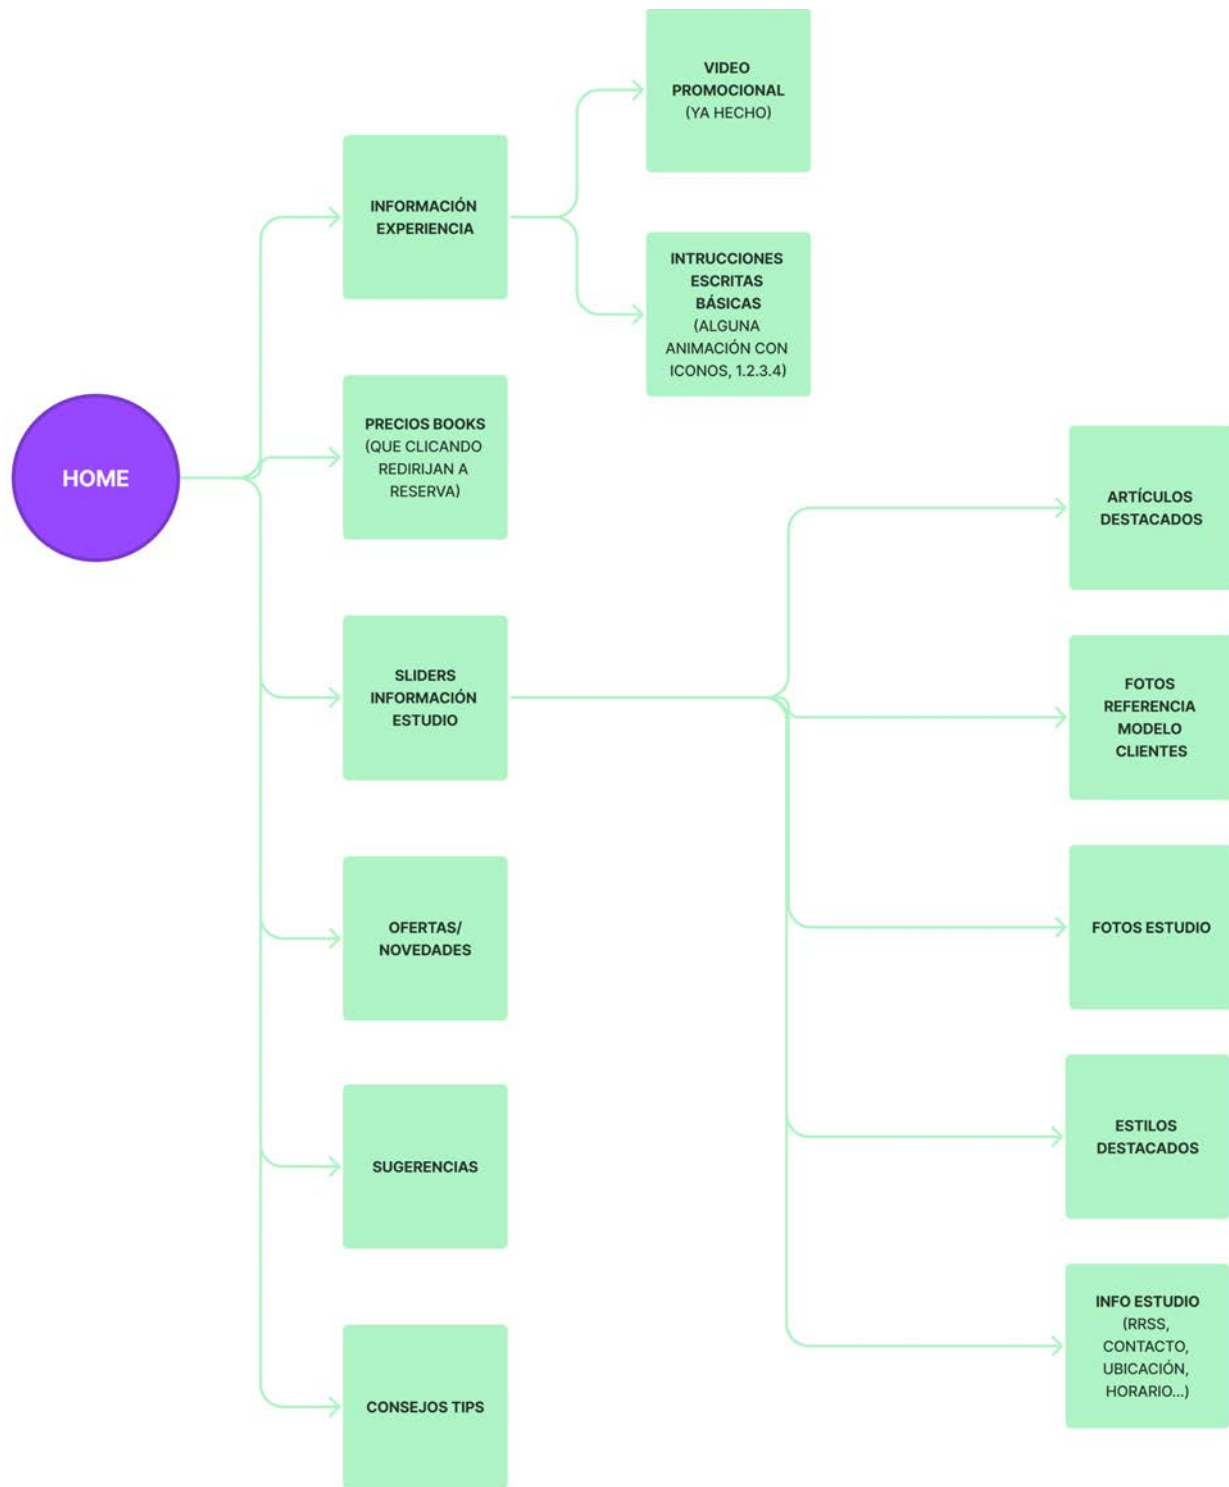 HOME
INFORMACIÓN
EXPERIENCIA
VIDEO
PROMOCIONAL
(YA HECHO)
INTRUCCIONES
ESCRITAS
BÁSICAS
(ALGUNA
ANIMACIÓN CON
ICONOS, 1.2.3.4)
PRECIOS BOOKS
(QUE CLICANDO
REDIRIJAN A
RESERVA)
SLIDERS
INFORMACIÓN
ESTUDIO
ARTÍCULOS
DESTACADOS
FOTOS
REFERENCIA
MODELO
CLIENTES
FOTOS ESTUDIO
ESTILOS
DESTACADOS
INFO ESTUDIO
(RRSS,
CONTACTO,
UBICACIÓN,
HORARIO...)
OFERTAS/
NOVEDADES
SUGERENCIAS
CONSEJOS TIPS